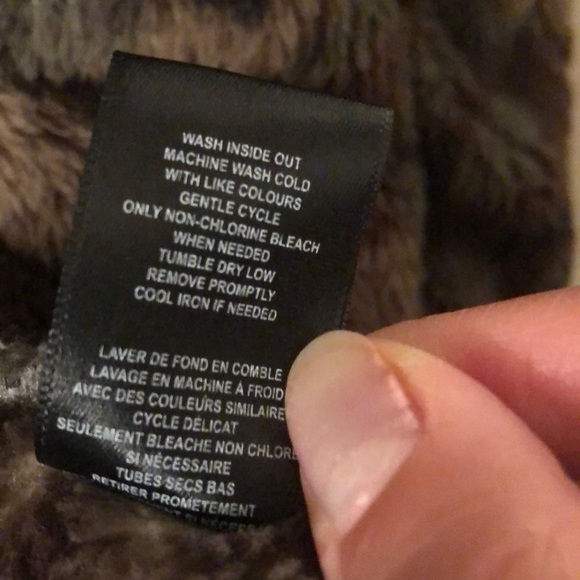 WASH INSIDE OUT
MACHINE WASH COLD
WITH LIKE COLOURS
GENTLE CYCLE
ONLY NON-CHLORINE BLEACH
WHEN NEEDED
TUMBLE DRY LOW
REMOVE PROMPTLY
COOL IRON IF NEEDED
LAVER DE FOND EN COMBLE
LAVAGE EN MACHINE À FROID
AVEC DES COULEURS SIMILAIRE
CYCLE DÉLICAT
SEULEMENT BLEACHE NON CHLORE
SI NÉCESSAIRE
TUBES SECS BAS
RETIRER PROMETEMENT